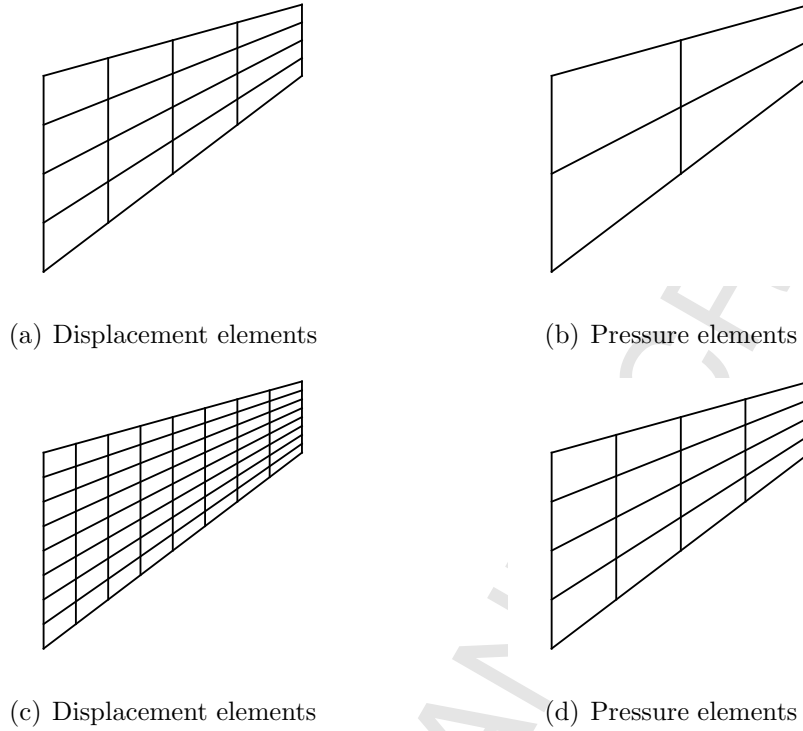 (a) Displacement elements
(b) Pressure elements
(c) Displacement elements
(d) Pressure elements